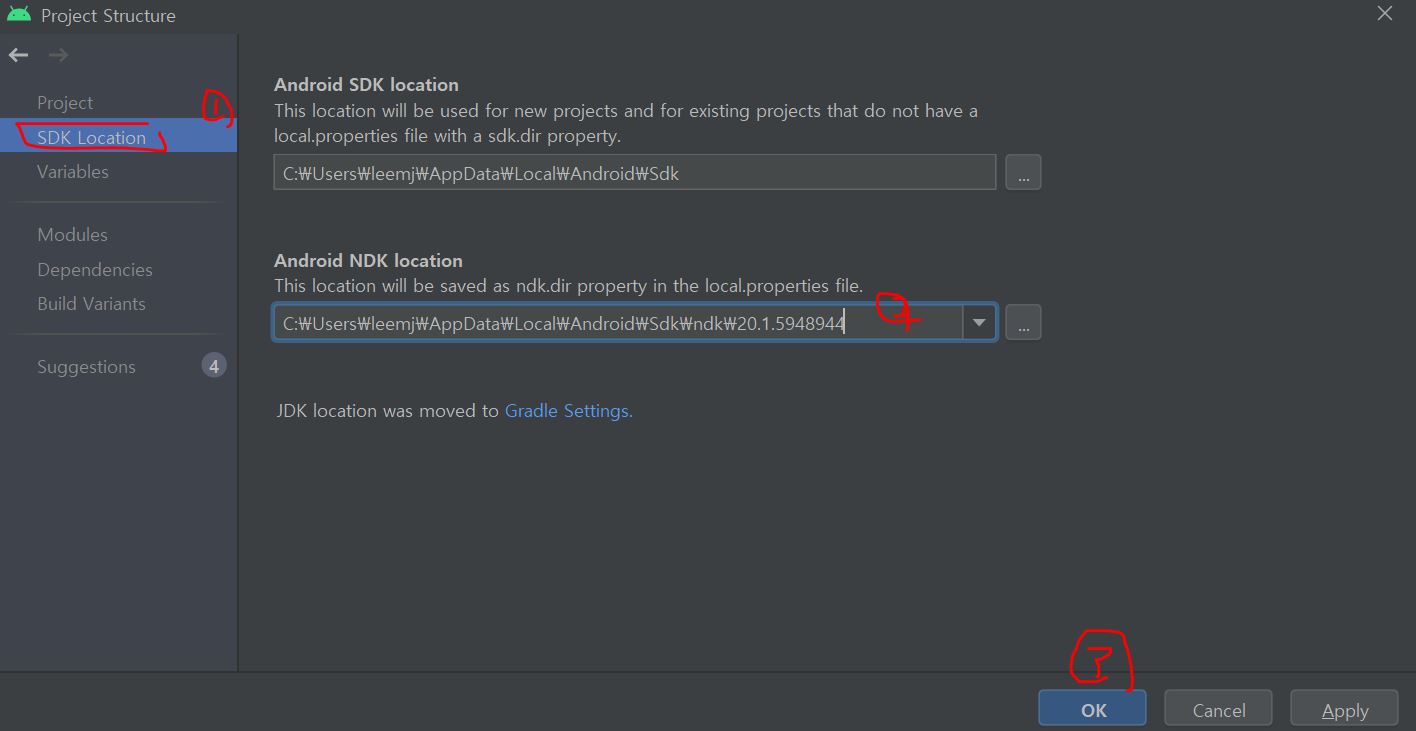 Project Structure
Project
①
SDK Location
Variables
Modules
Dependencies
Build Variants
Suggestions
4
Android SDK location
This location will be used for new projects and for existing projects that do not have a
local.properties file with a sdk.dir property.
C:₩Users₩leemj₩AppData₩Local₩Android₩Sdk
...
Android NDK location
This location will be saved as ndk.dir property in the local.properties file.
C:₩Users₩leemj₩AppData₩Local₩Android₩Sdk₩ndk₩20.1.5948944
...
JDK location was moved to Gradle Settings.
③
OK
Cancel
Apply